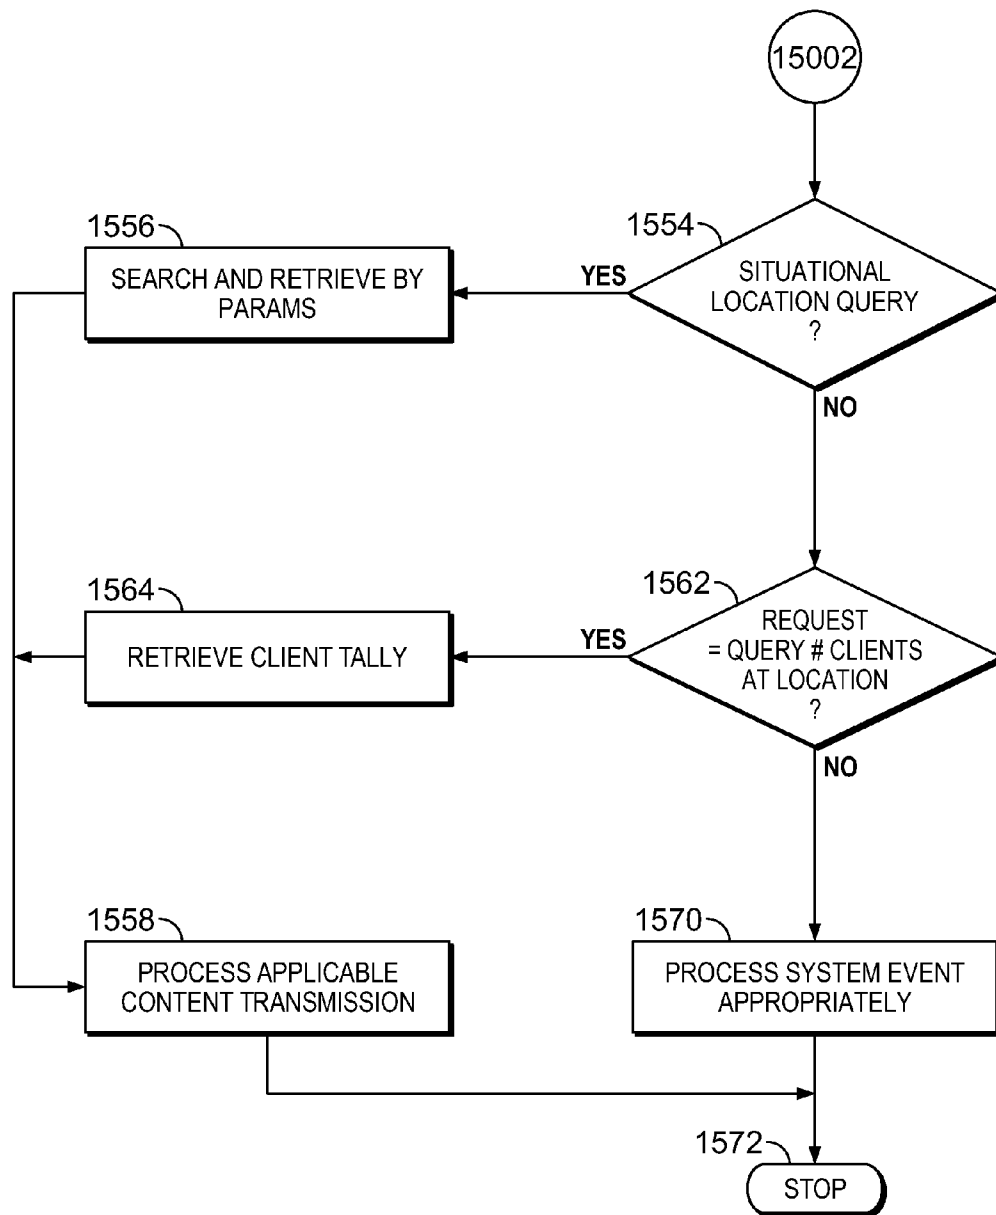 15002
1554
SITUATIONAL
LOCATION QUERY
?
YES
NO
1556
SEARCH AND RETRIEVE BY
PARAMS
1562
REQUEST
= QUERY # CLIENTS
AT LOCATION
?
YES
NO
1564
RETRIEVE CLIENT TALLY
1558
PROCESS APPLICABLE
CONTENT TRANSMISSION
1570
PROCESS SYSTEM EVENT
APPROPRIATELY
1572
STOP